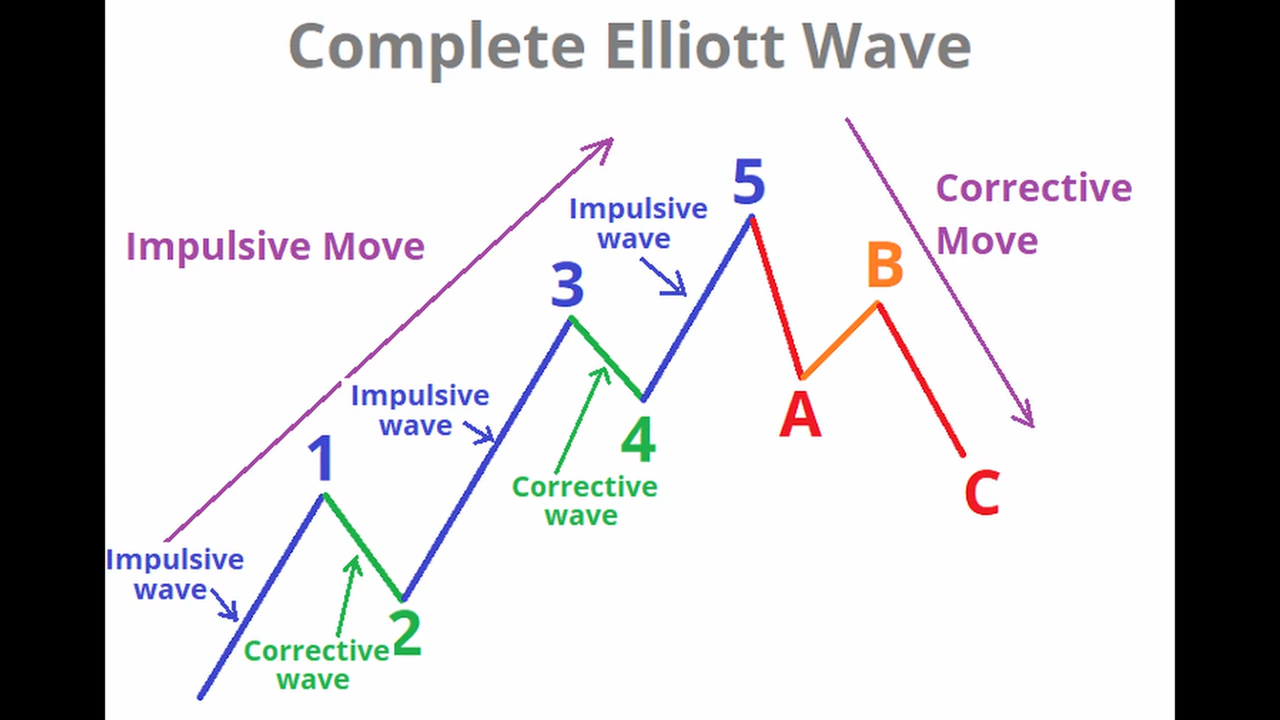 Complete Elliott Wave
Impulsive Move
Corrective
Move
Impulsive
wave
5
B
3
Impulsive
wave
A
4
1
Corrective
wave
C
Impulsive
wave
2
Corrective
wave